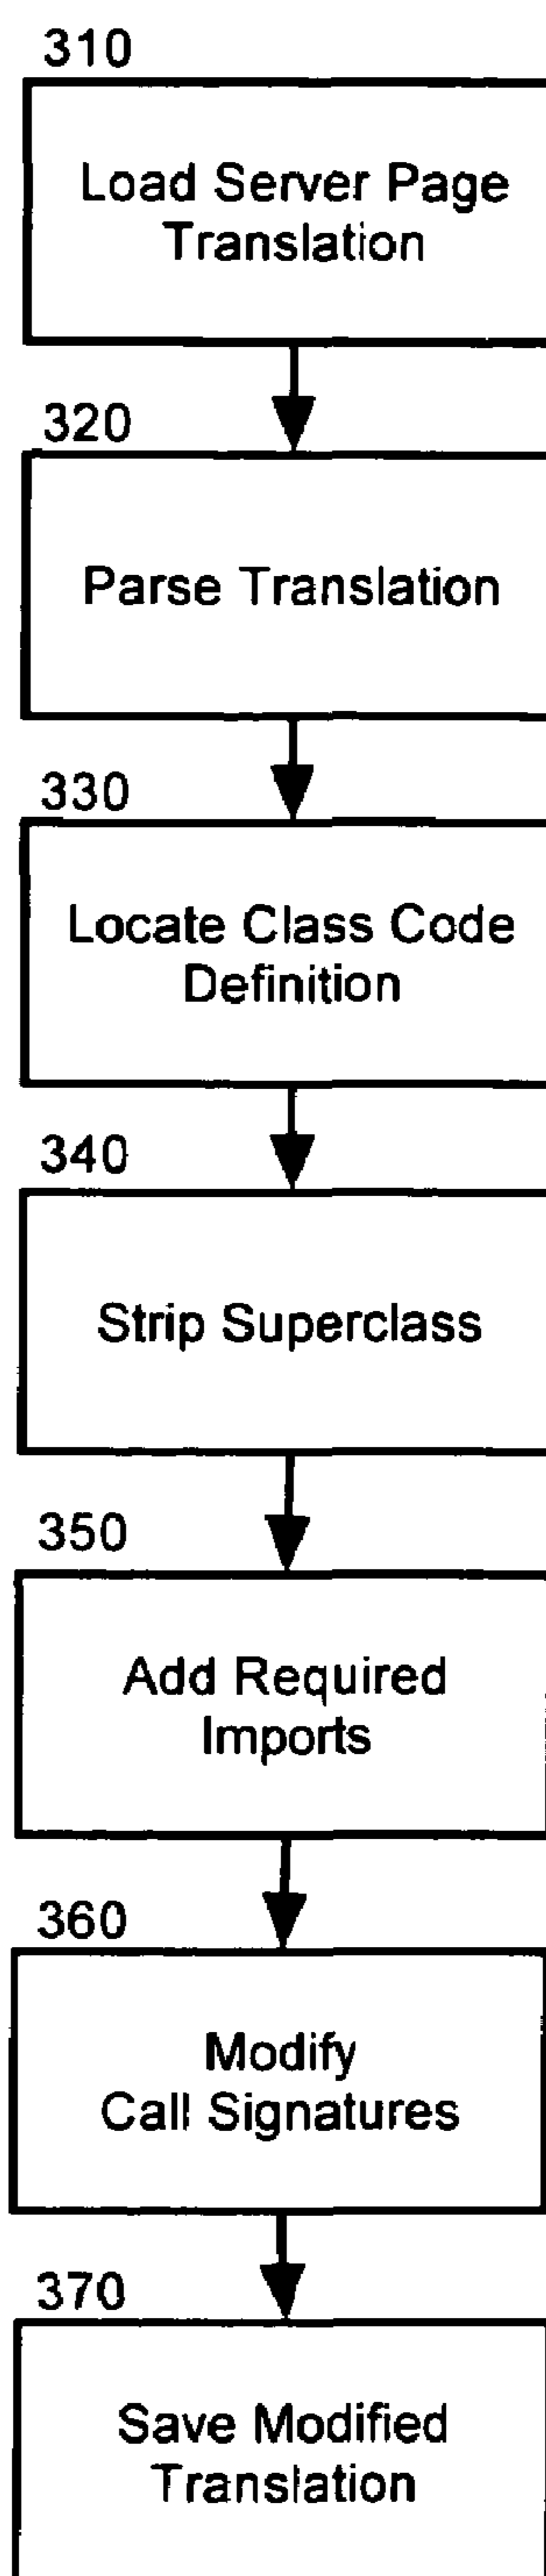 310
Load Server Page
Translation
320
Parse Translation
330
Locate Class Code
Definition
340
Strip Superclass
350
Add Required
Imports
360
Modify
Call Signatures
370
Save Modified
Translation